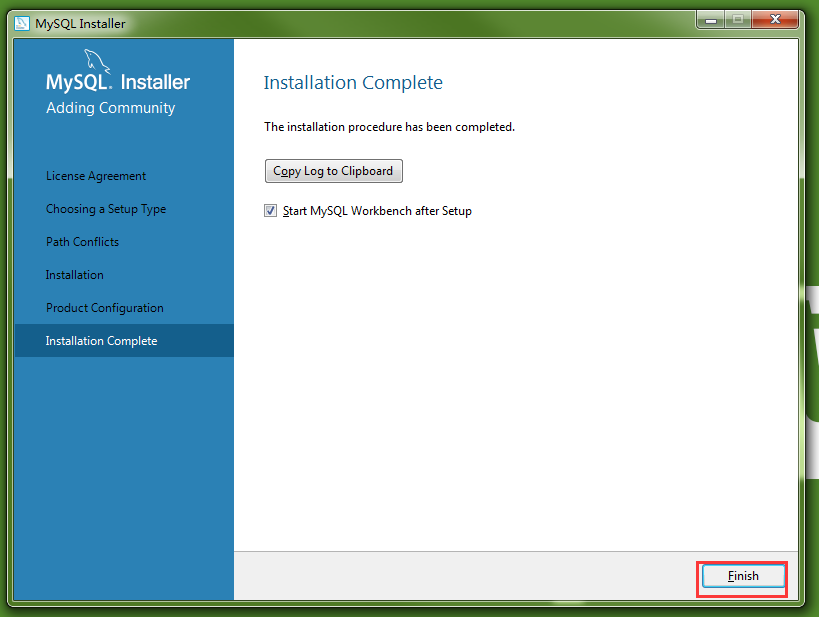 MySQL Installer
MySQL. Installer
Adding Community
License Agreement
Choosing a Setup Type
Path Conflicts
Installation
Product Configuration
Installation Complete
Installation Complete
The installation procedure has been completed.
Copy Log to Clipboard
Start MySQL Workbench after Setup
Finish